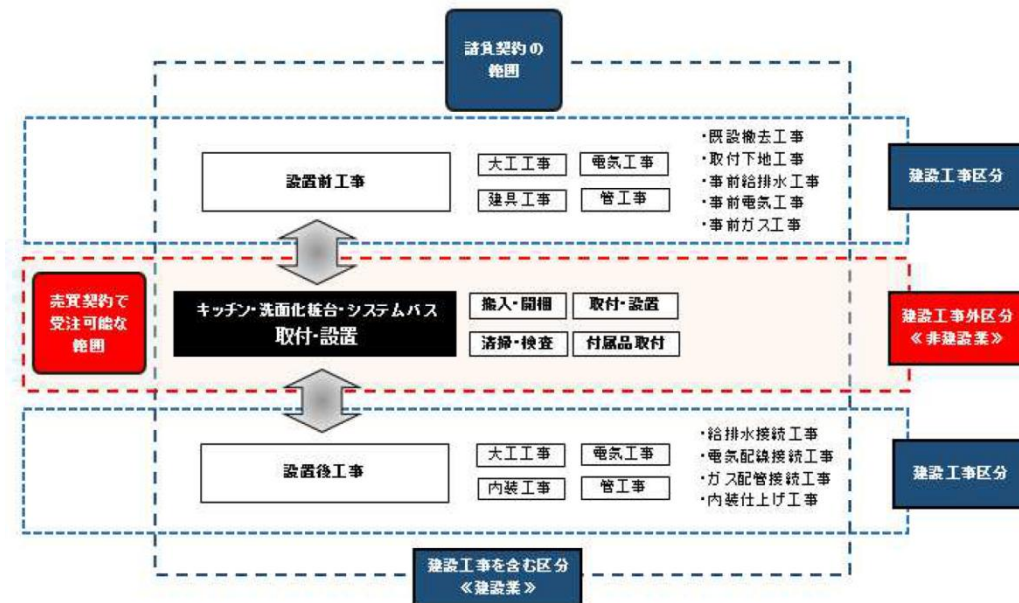 請負契約の
範囲
設置前工事
大工工事
電気工事
建具工事
管工事
・既設撤去工事
・取付下地工事
・事前給排水工事
・事前電気工事
・事前ガス工事
建設工事区分
売買契約で
受注可能な
範囲
キッチン・洗面化粧台・システムバス
取付・設置
搬入・開梱
取付・設置
清掃・検査
付属品取付
建設工事外区分
≪非建設業≫
設置後工事
大工工事
電気工事
内装工事
管工事
・給排水接続工事
・電気配線接続工事
・ガス配管接続工事
・内装仕上げ工事
建設工事区分
建設工事を含む区分
≪建設業≫